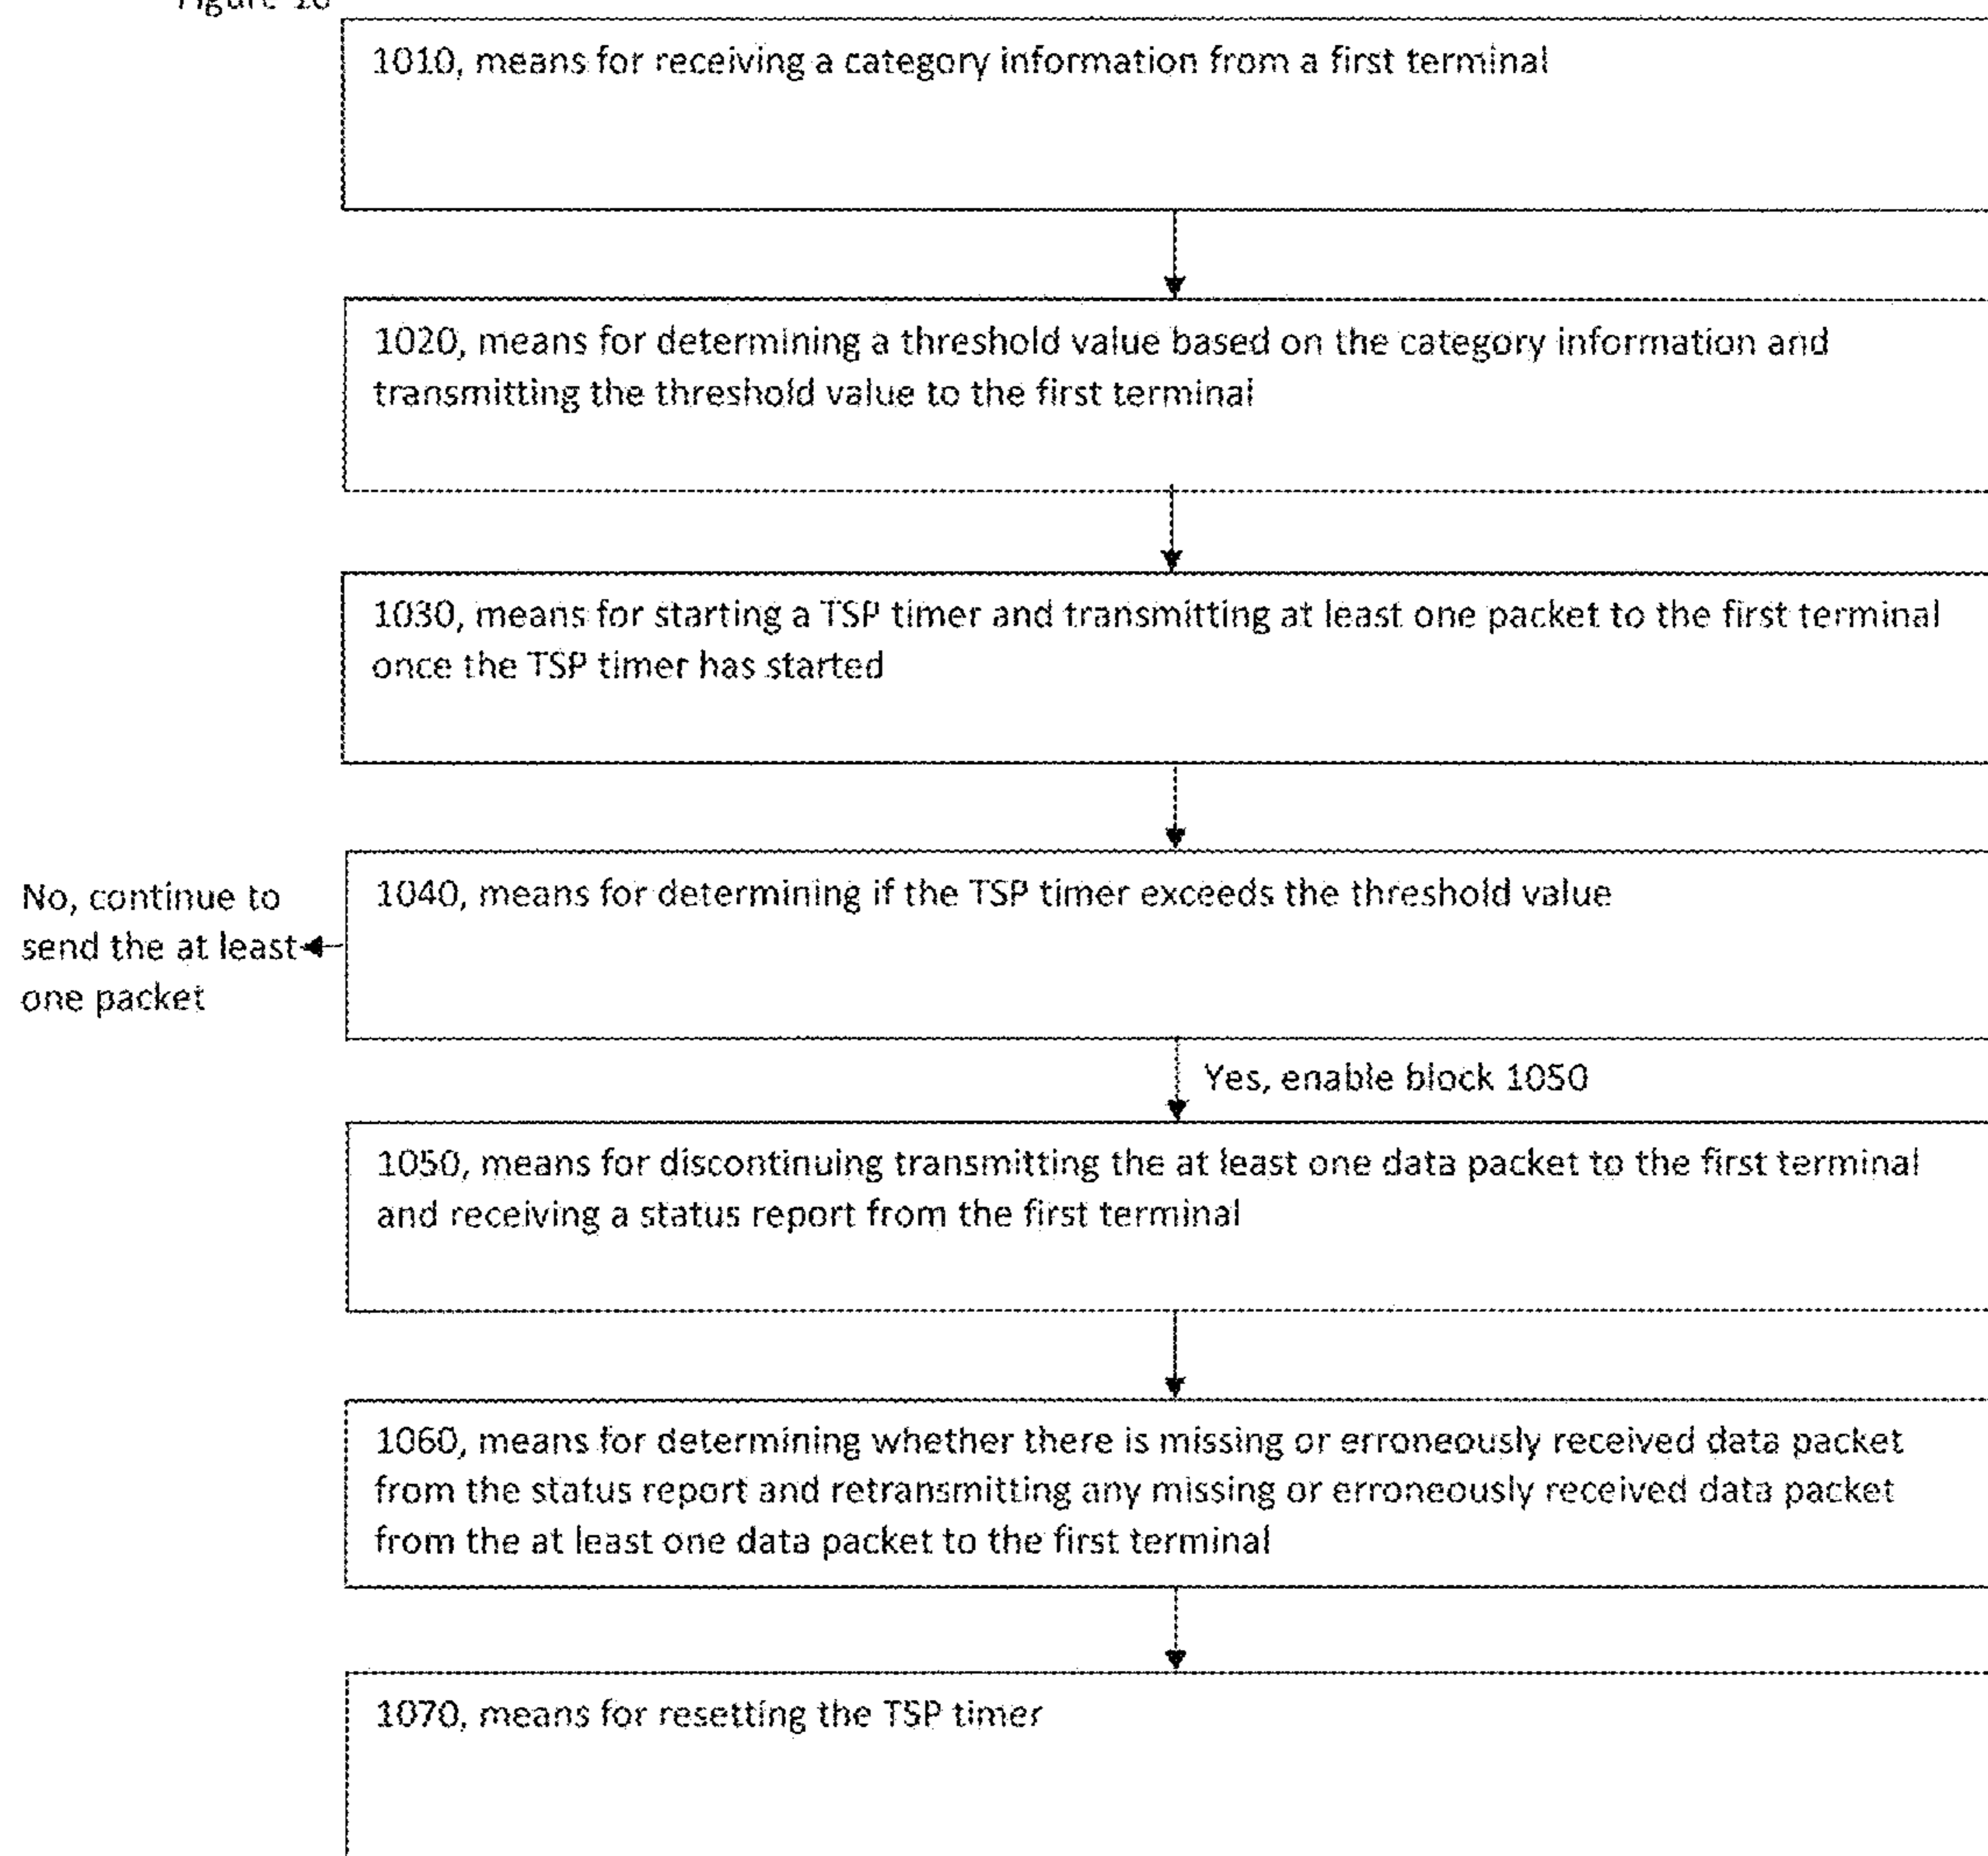 Figure 10
1010, means for receiving a category information from a first terminal
1020, means for determining a threshold value based on the category information and
transmitting the threshold value to the first terminal
1030, means for starting a TSP timer and transmitting at least one packet to the first terminal
once the TSP timer has started
1040, means for determining if the TSP timer exceeds the threshold value
No, continue to
send the at least
one packet
Yes, enable block 1050
1050, means for discontinuing transmitting the at least one data packet to the first terminal
and receiving a status report from the first terminal
1060, means for determining whether there is missing or erroneously received data packet
from the status report and retransmitting any missing or erroneously received data packet
from the at least one data packet to the first terminal
1070, means for resetting the TSP timer